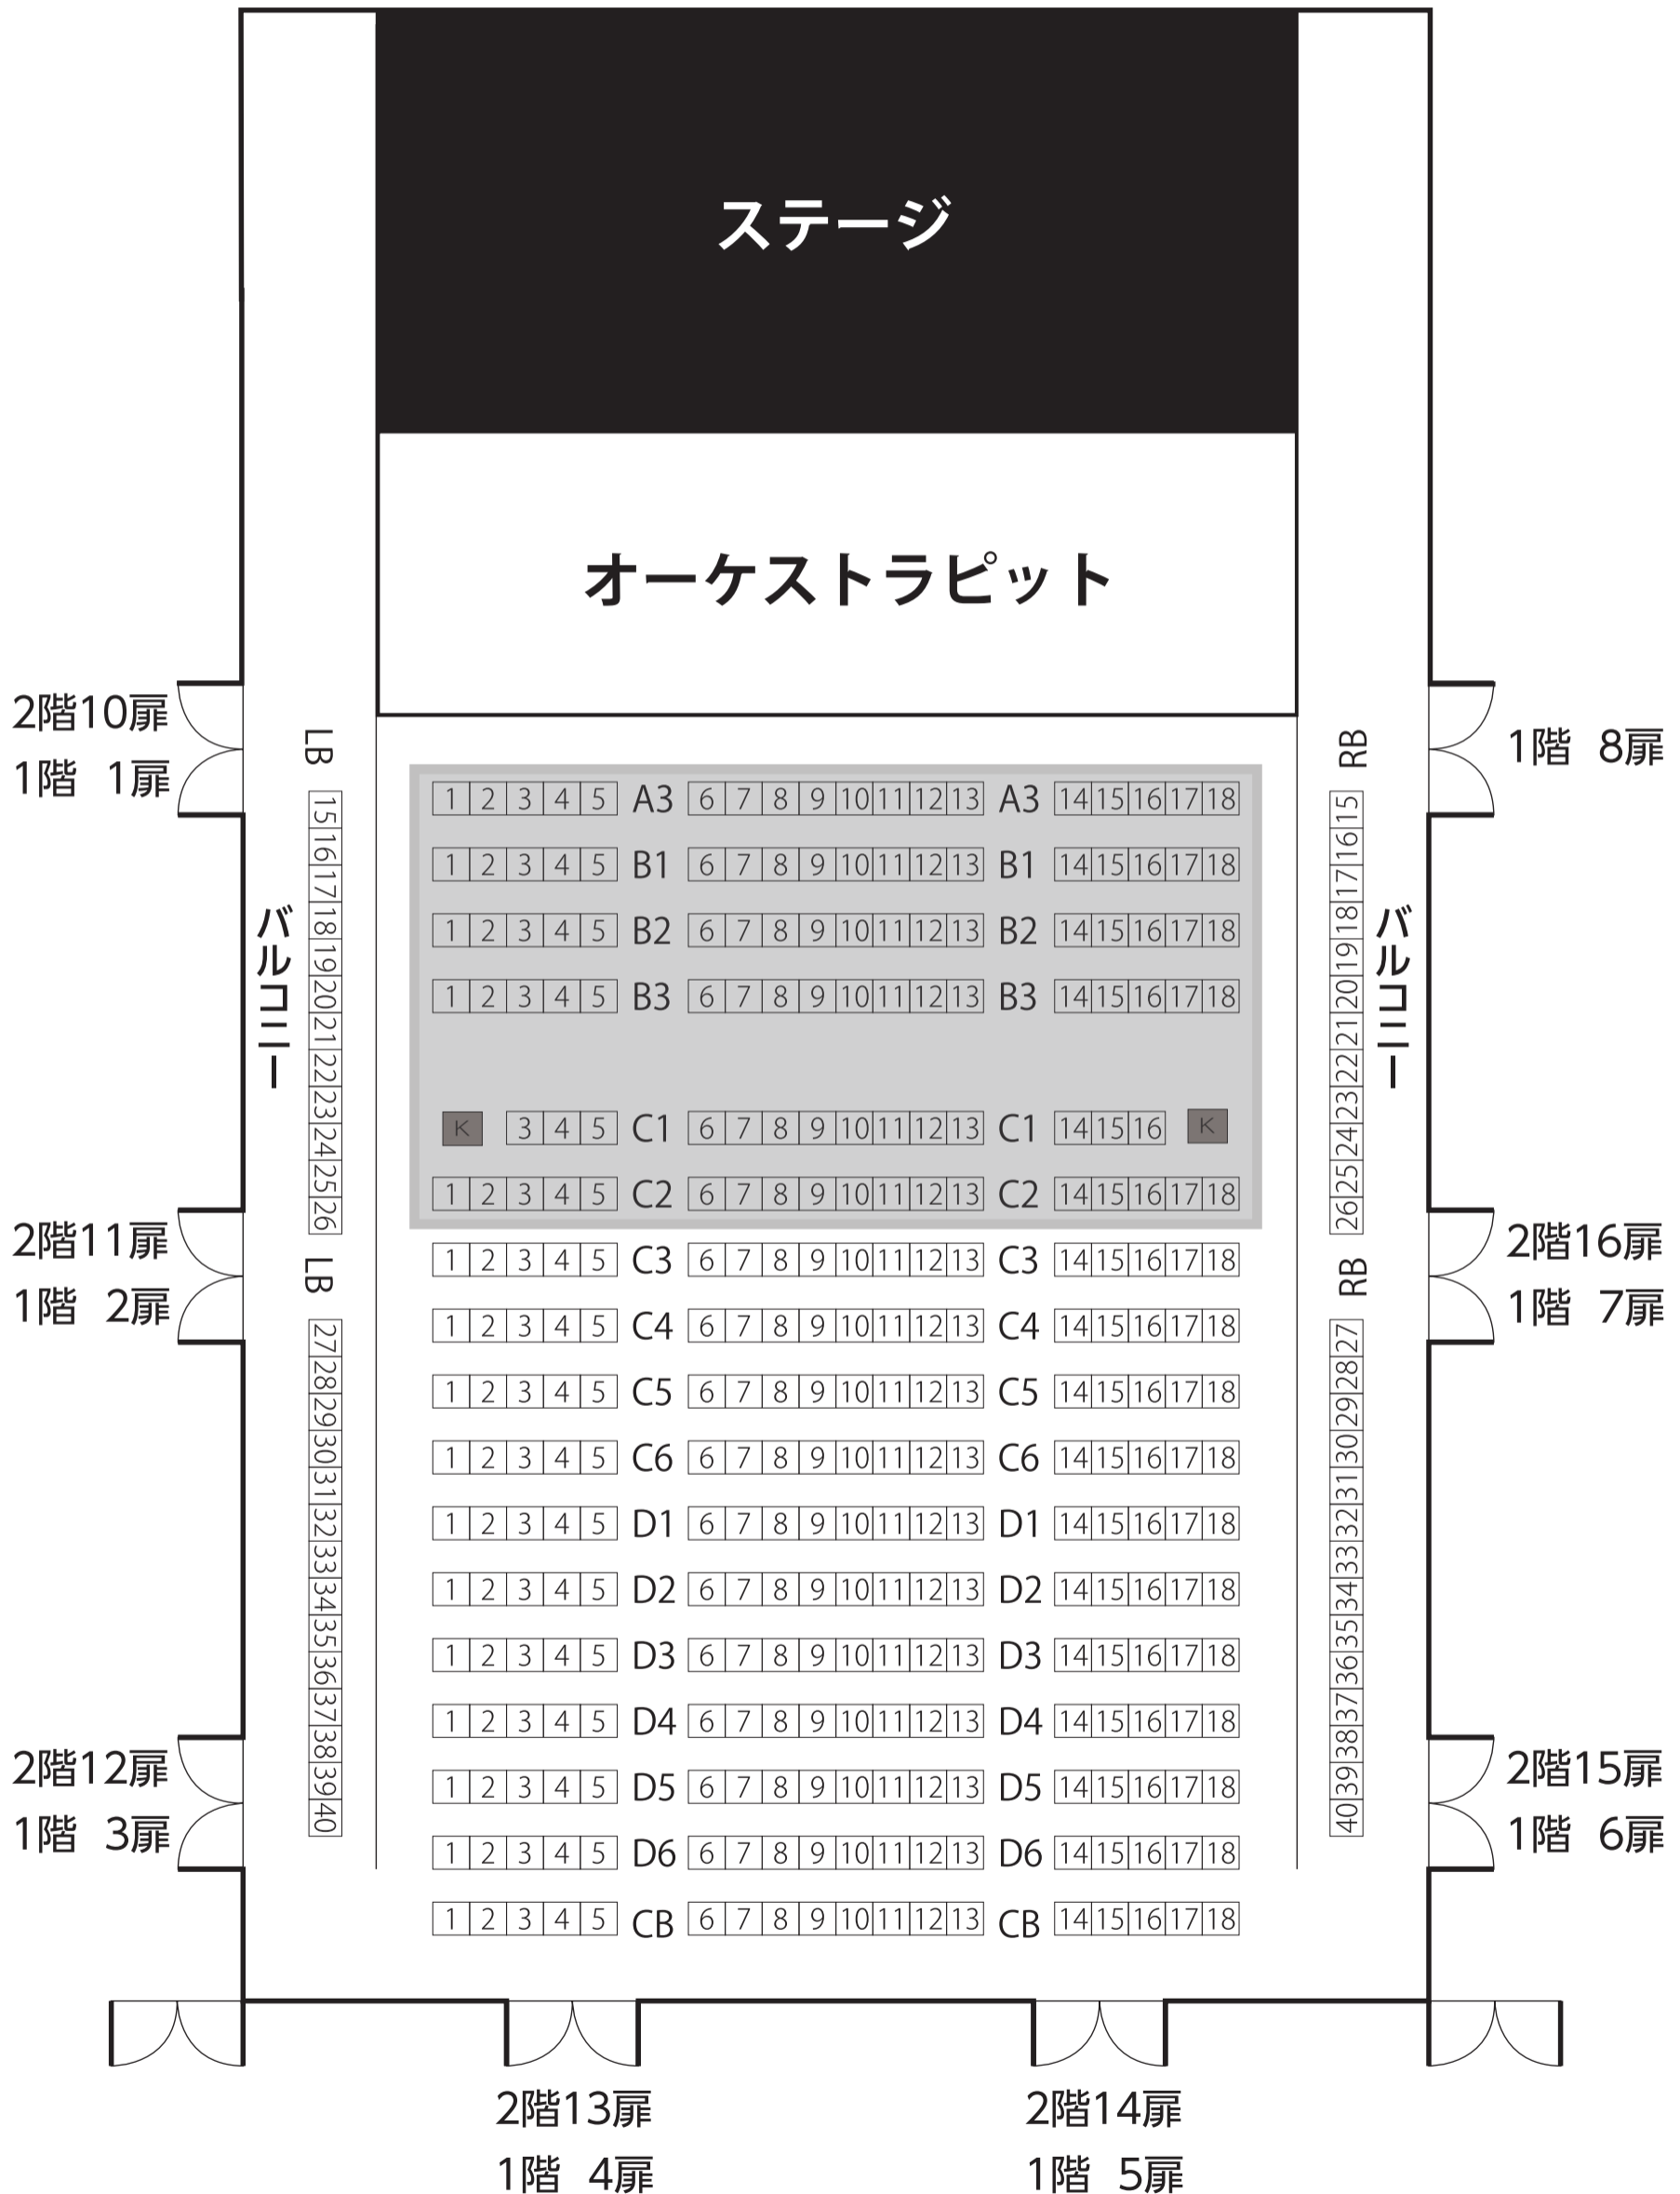 ステージ
オーケストラピット
2階10扉
1階 1扉
1階 8扉
LB
RB
15 16 17 18 19 20 21 22 23 24 25 26
15 16 17 18 19 20 21 22 23 24 25 26
バルコニー
バルコニー
1 2 3 4 5 A3 6 7 8 9 10 11 12 13 A3 14 15 16 17 18
1 2 3 4 5 B1 6 7 8 9 10 11 12 13 B1 14 15 16 17 18
1 2 3 4 5 B2 6 7 8 9 10 11 12 13 B2 14 15 16 17 18
1 2 3 4 5 B3 6 7 8 9 10 11 12 13 B3 14 15 16 17 18
K 3 4 5 C1 6 7 8 9 10 11 12 13 C1 14 15 16 K
1 2 3 4 5 C2 6 7 8 9 10 11 12 13 C2 14 15 16 17 18
2階11扉
1階 2扉
2階16扉
1階 7扉
LB
RB
27 28 29 30 31 32 33 34 35 36 37 38 39 40
27 28 29 30 31 32 33 34 35 36 37 38 39 40
1 2 3 4 5 C3 6 7 8 9 10 11 12 13 C3 14 15 16 17 18
1 2 3 4 5 C4 6 7 8 9 10 11 12 13 C4 14 15 16 17 18
1 2 3 4 5 C5 6 7 8 9 10 11 12 13 C5 14 15 16 17 18
1 2 3 4 5 C6 6 7 8 9 10 11 12 13 C6 14 15 16 17 18
1 2 3 4 5 D1 6 7 8 9 10 11 12 13 D1 14 15 16 17 18
1 2 3 4 5 D2 6 7 8 9 10 11 12 13 D2 14 15 16 17 18
1 2 3 4 5 D3 6 7 8 9 10 11 12 13 D3 14 15 16 17 18
1 2 3 4 5 D4 6 7 8 9 10 11 12 13 D4 14 15 16 17 18
1 2 3 4 5 D5 6 7 8 9 10 11 12 13 D5 14 15 16 17 18
1 2 3 4 5 D6 6 7 8 9 10 11 12 13 D6 14 15 16 17 18
1 2 3 4 5 CB 6 7 8 9 10 11 12 13 CB 14 15 16 17 18
2階12扉
1階 3扉
2階15扉
1階 6扉
2階13扉
1階 4扉
2階14扉
1階 5扉